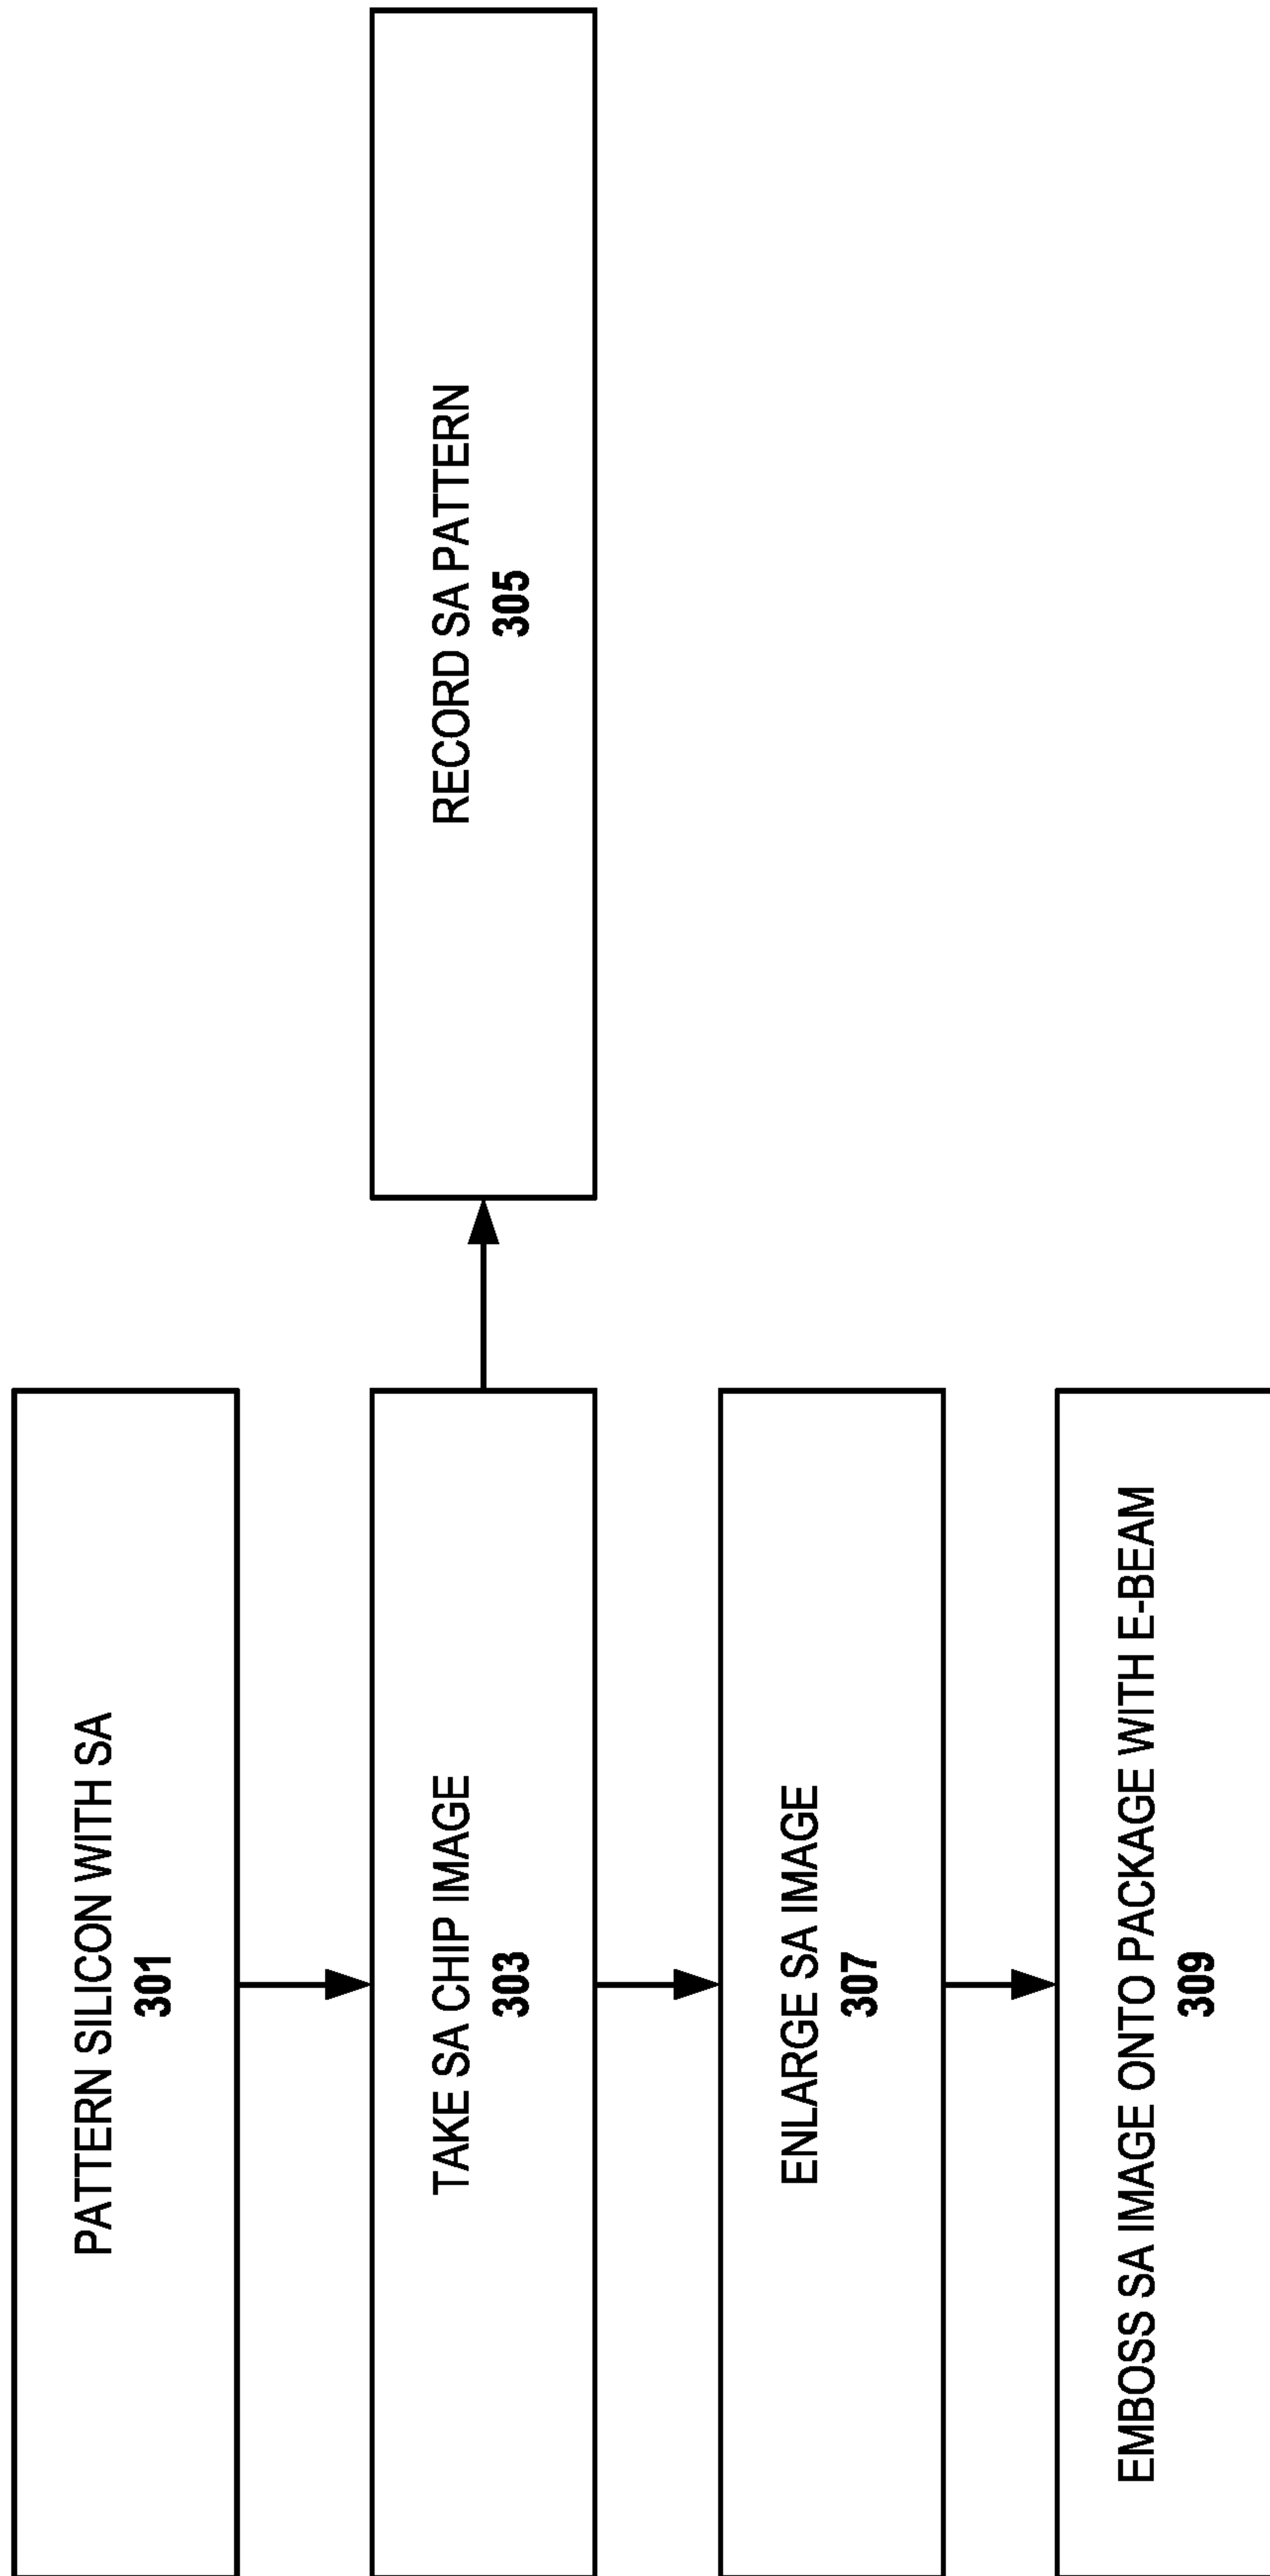 PATTERN SILICON WITH SA
301
TAKE SA CHIP IMAGE
303
RECORD SA PATTERN
305
ENLARGE SA IMAGE
307
EMBOSS SA IMAGE ONTO PACKAGE WITH E-BEAM
309